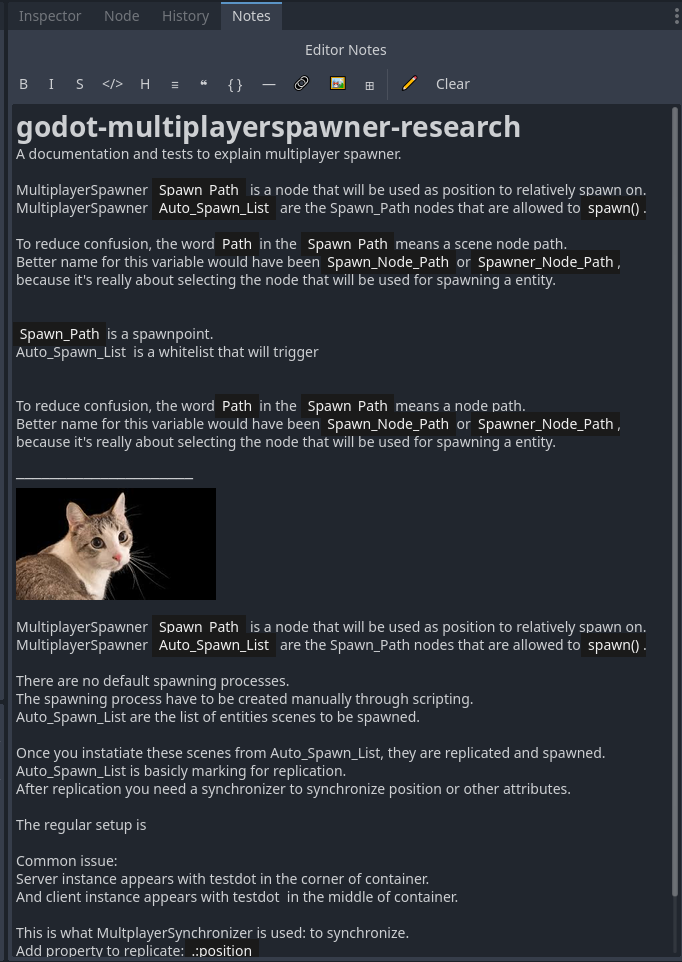 Inspector Node History Notes
Editor Notes
B I S </> H ≡ ❝ { } — Clear
godot-multiplayerspawner-research
A documentation and tests to explain multiplayer spawner.
MultiplayerSpawner Spawn_Path is a node that will be used as position to relatively spawn on.
MultiplayerSpawner Auto_Spawn_List are the Spawn_Path nodes that are allowed to spawn() .
To reduce confusion, the word Path in the Spawn_Path means a scene node path.
Better name for this variable would have been Spawn_Node_Path or Spawner_Node_Path ,
because it's really about selecting the node that will be used for spawning a entity.
Spawn_Path is a spawnpoint.
Auto_Spawn_List is a whitelist that will trigger
To reduce confusion, the word Path in the Spawn_Path means a node path.
Better name for this variable would have been Spawn_Node_Path or Spawner_Node_Path ,
because it's really about selecting the node that will be used for spawning a entity.
MultiplayerSpawner Spawn_Path is a node that will be used as position to relatively spawn on.
MultiplayerSpawner Auto_Spawn_List are the Spawn_Path nodes that are allowed to spawn() .
There are no default spawning processes.
The spawning process have to be created manually through scripting.
Auto_Spawn_List are the list of entities scenes to be spawned.
Once you instatiate these scenes from Auto_Spawn_List, they are replicated and spawned.
Auto_Spawn_List is basicly marking for replication.
After replication you need a synchronizer to synchronize position or other attributes.
The regular setup is
Common issue:
Server instance appears with testdot in the corner of container.
And client instance appears with testdot in the middle of container.
This is what MultplayerSynchronizer is used: to synchronize.
Add property to replicate: .:position